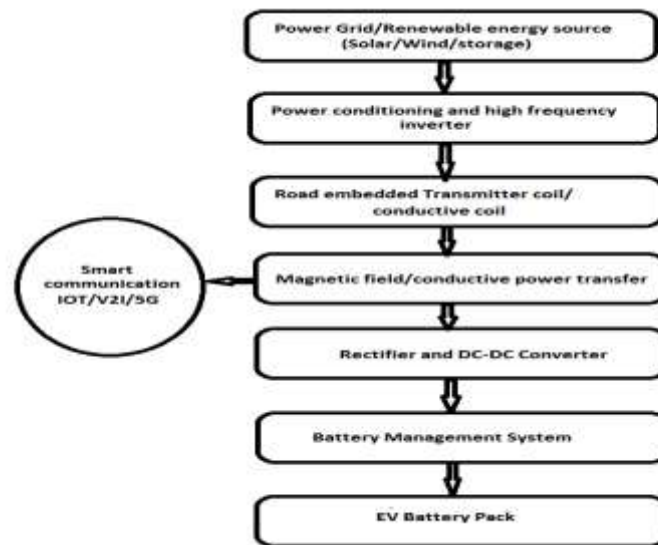 Power Grid/Renewable energy source
(Solar/Wind/storage)
Power conditioning and high frequency
inverter
Road embedded Transmitter coil/
conductive coil
Smart
communication
IOT/V2I/5G
Magnetic field/conductive power transfer
Rectifier and DC-DC Converter
Battery Management System
EV Battery Pack